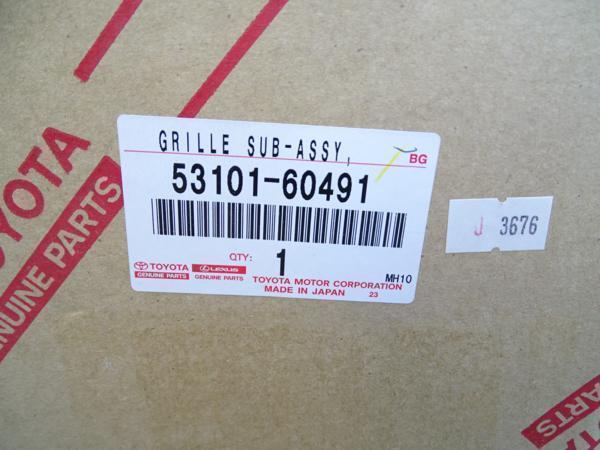 GRILLE SUB-ASSY,
BG
53101-60491
QTY: 1
MH10
TOYOTA LEXUS
GENUINE PARTS GENUINE PARTS
TOYOTA MOTOR CORPORATION
MADE IN JAPAN 23
J 3676
TOYOTA
GENUINE PARTS